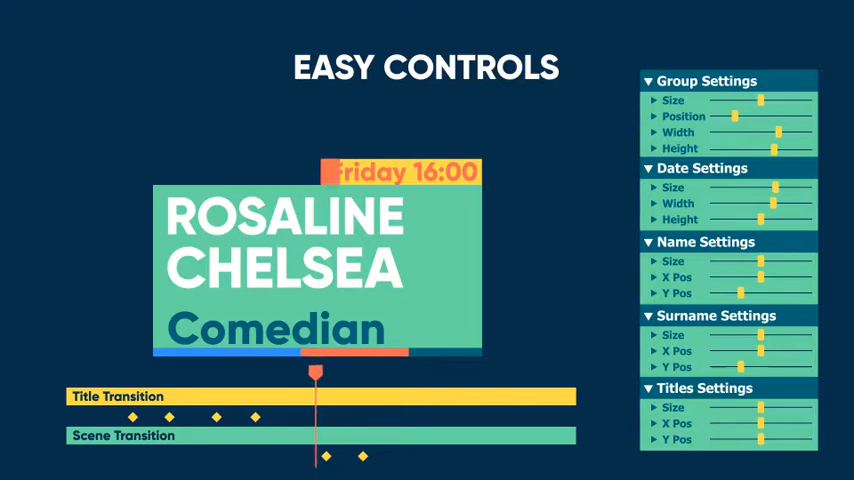 EASY CONTROLS
Friday 16:00
ROSALINE
CHELSEA
Comedian
Title Transition
Scene Transition
Group Settings
Size
Position
Width
Height
Date Settings
Size
Width
Height
Name Settings
Size
X Pos
Y Pos
Surname Settings
Size
X Pos
Y Pos
Titles Settings
Size
X Pos
Y Pos